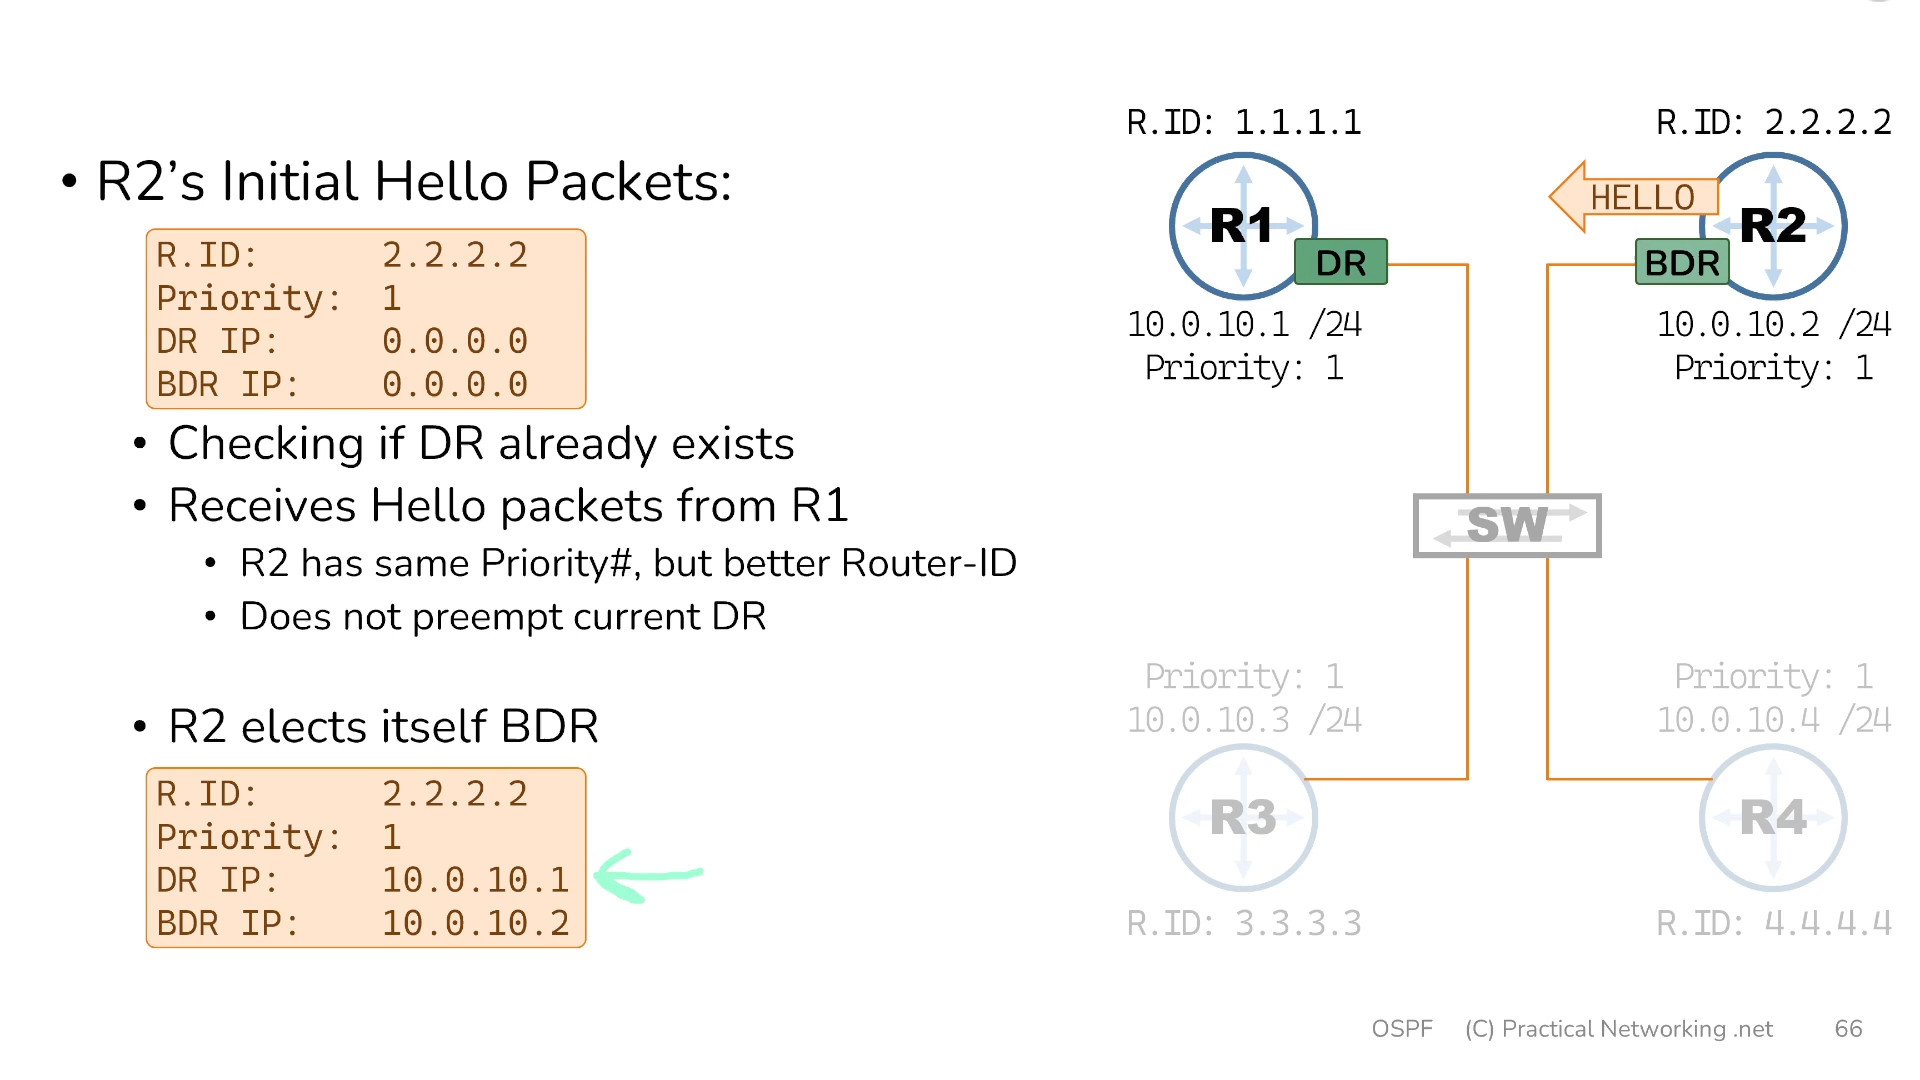 • R2’s Initial Hello Packets:
R.ID: 2.2.2.2
Priority: 1
DR IP: 0.0.0.0
BDR IP: 0.0.0.0
• Checking if DR already exists
• Receives Hello packets from R1
• R2 has same Priority#, but better Router-ID
• Does not preempt current DR
• R2 elects itself BDR
R.ID: 2.2.2.2
Priority: 1
DR IP: 10.0.10.1
BDR IP: 10.0.10.2
R.ID: 1.1.1.1
R1
DR
10.0.10.1 /24
Priority: 1
R.ID: 2.2.2.2
HELLO
R2
BDR
10.0.10.2 /24
Priority: 1
SW
Priority: 1
10.0.10.3 /24
R3
R.ID: 3.3.3.3
Priority: 1
10.0.10.4 /24
R4
R.ID: 4.4.4.4
OSPF (C) Practical Networking .net 66